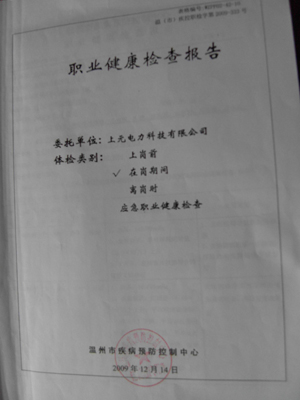 职业健康检查报告
委托单位：上元电力科技有限公司
体检类别：上岗前
✓ 在岗期间
离岗时
应急职业健康检查
温州市疾病预防控制中心
2009年12月14日